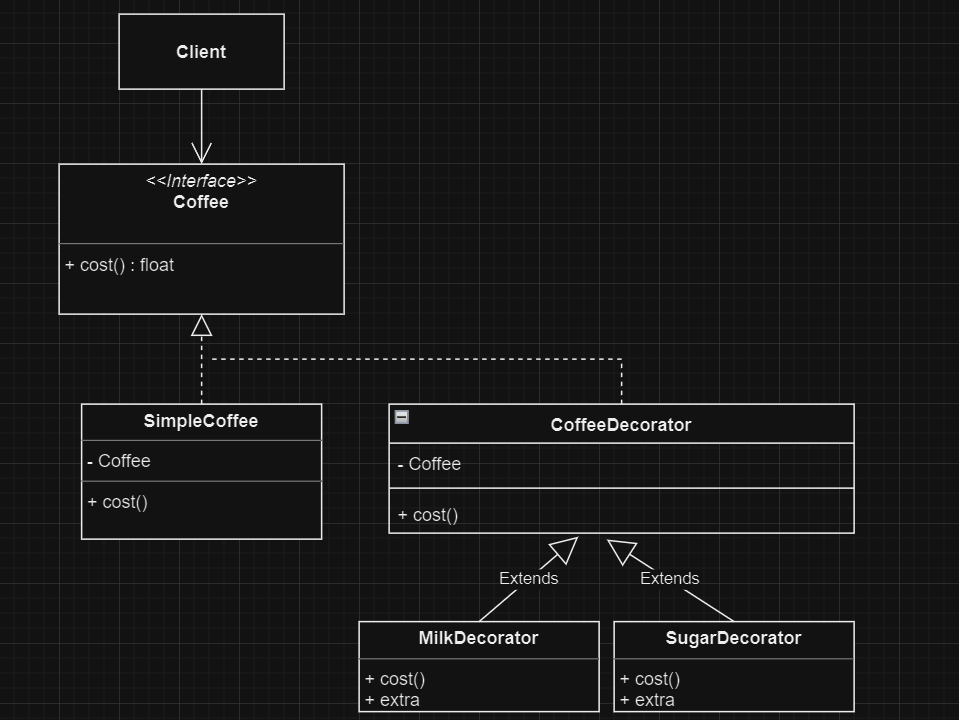 Client
<<Interface>>
Coffee
+ cost() : float
SimpleCoffee
- Coffee
+ cost()
CoffeeDecorator
- Coffee
+ cost()
Extends
Extends
MilkDecorator
+ cost()
+ extra
SugarDecorator
+ cost()
+ extra